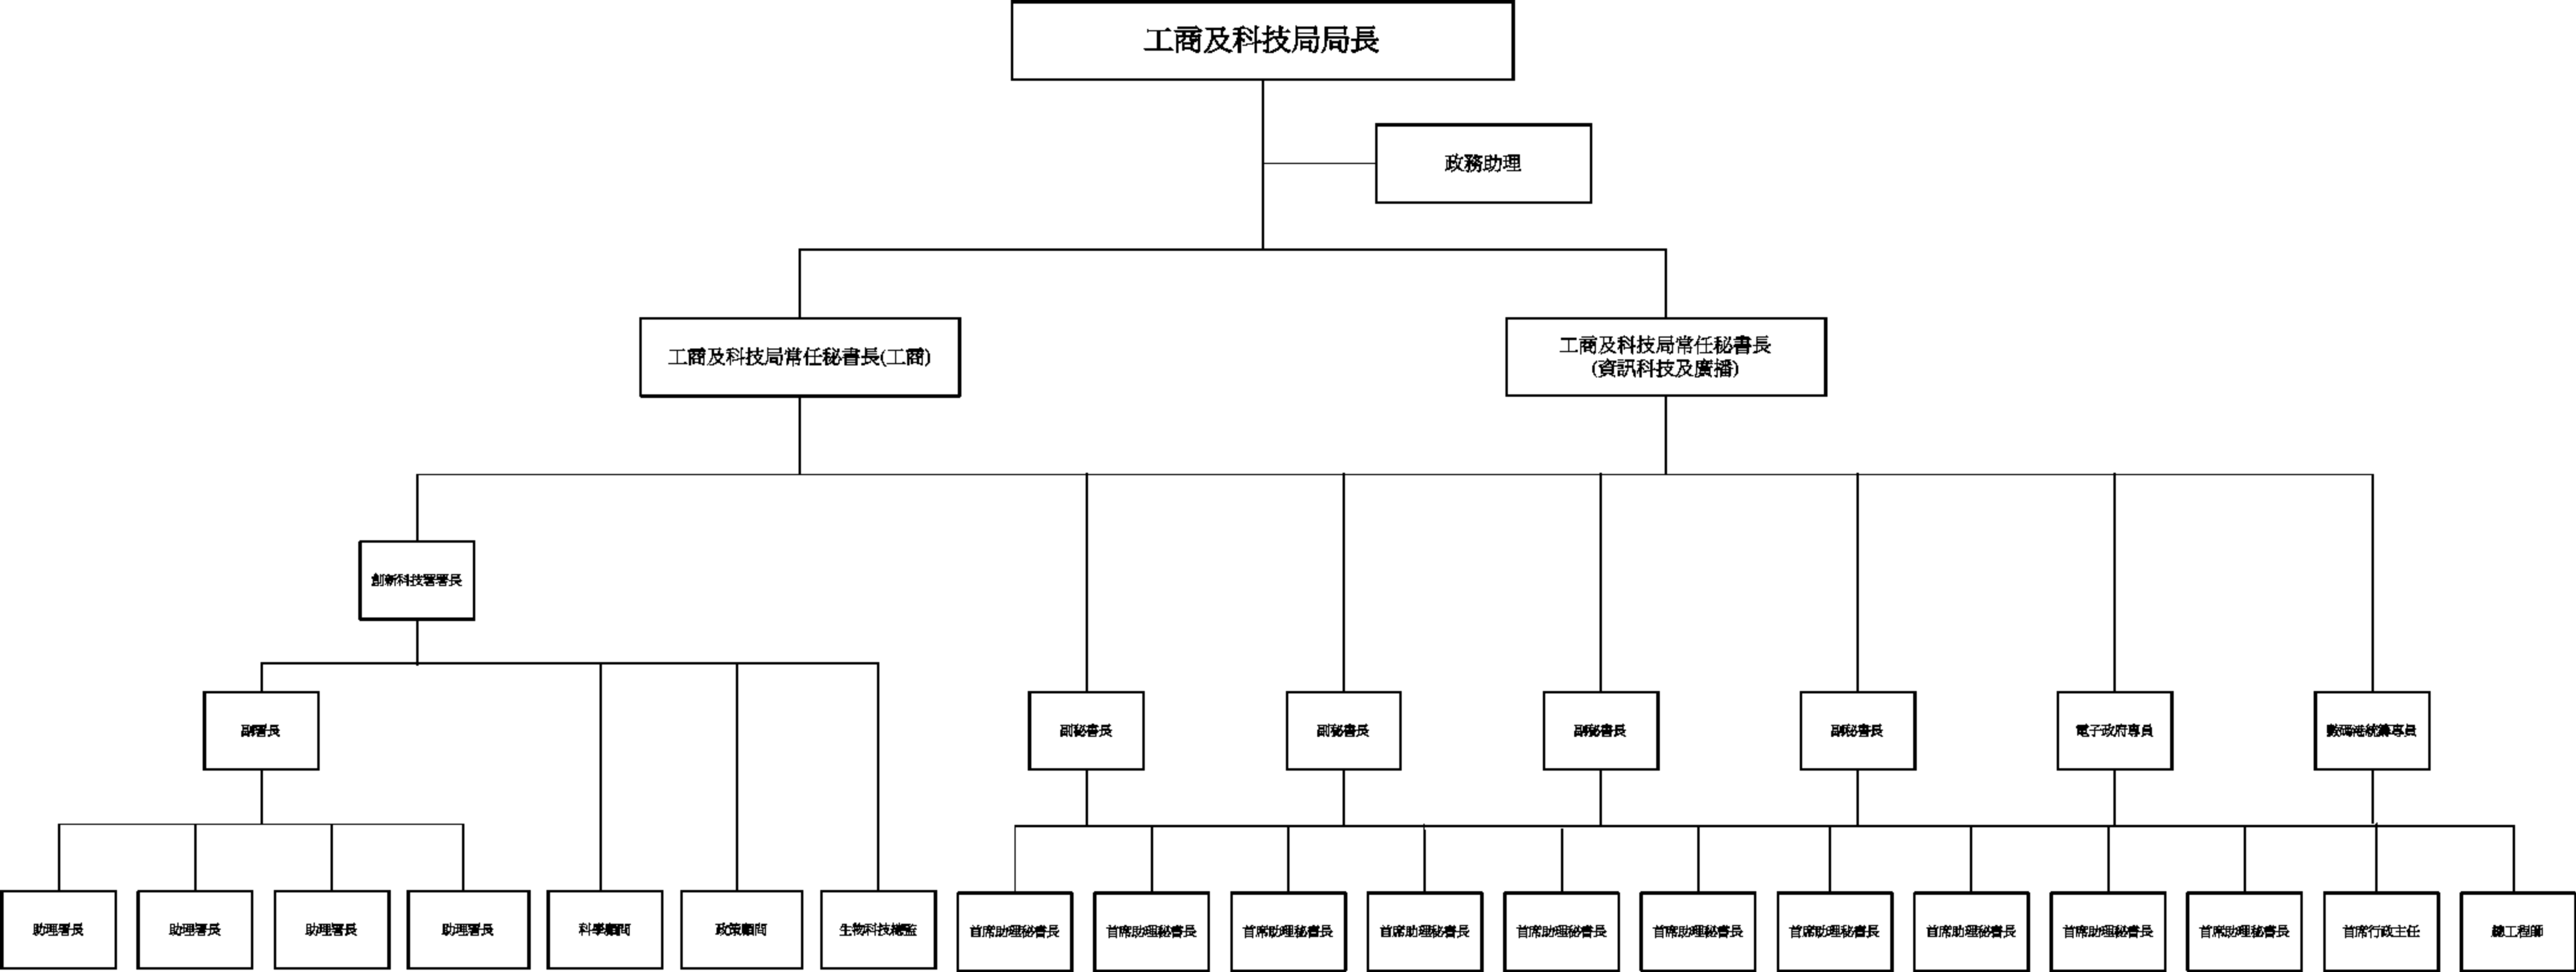 工商及科技局局長
政務助理
工商及科技局常任秘書長(工商)
工商及科技局常任秘書長
(資訊科技及廣播)
創新科技署署長
副署長
副秘書長
副秘書長
副秘書長
副秘書長
電子政府專員
數碼港統籌專員
助理署長
助理署長
助理署長
助理署長
科學顧問
政策顧問
生物科技總監
首席助理秘書長
首席助理秘書長
首席助理秘書長
首席助理秘書長
首席助理秘書長
首席助理秘書長
首席助理秘書長
首席助理秘書長
首席助理秘書長
首席助理秘書長
首席行政主任
總工程師